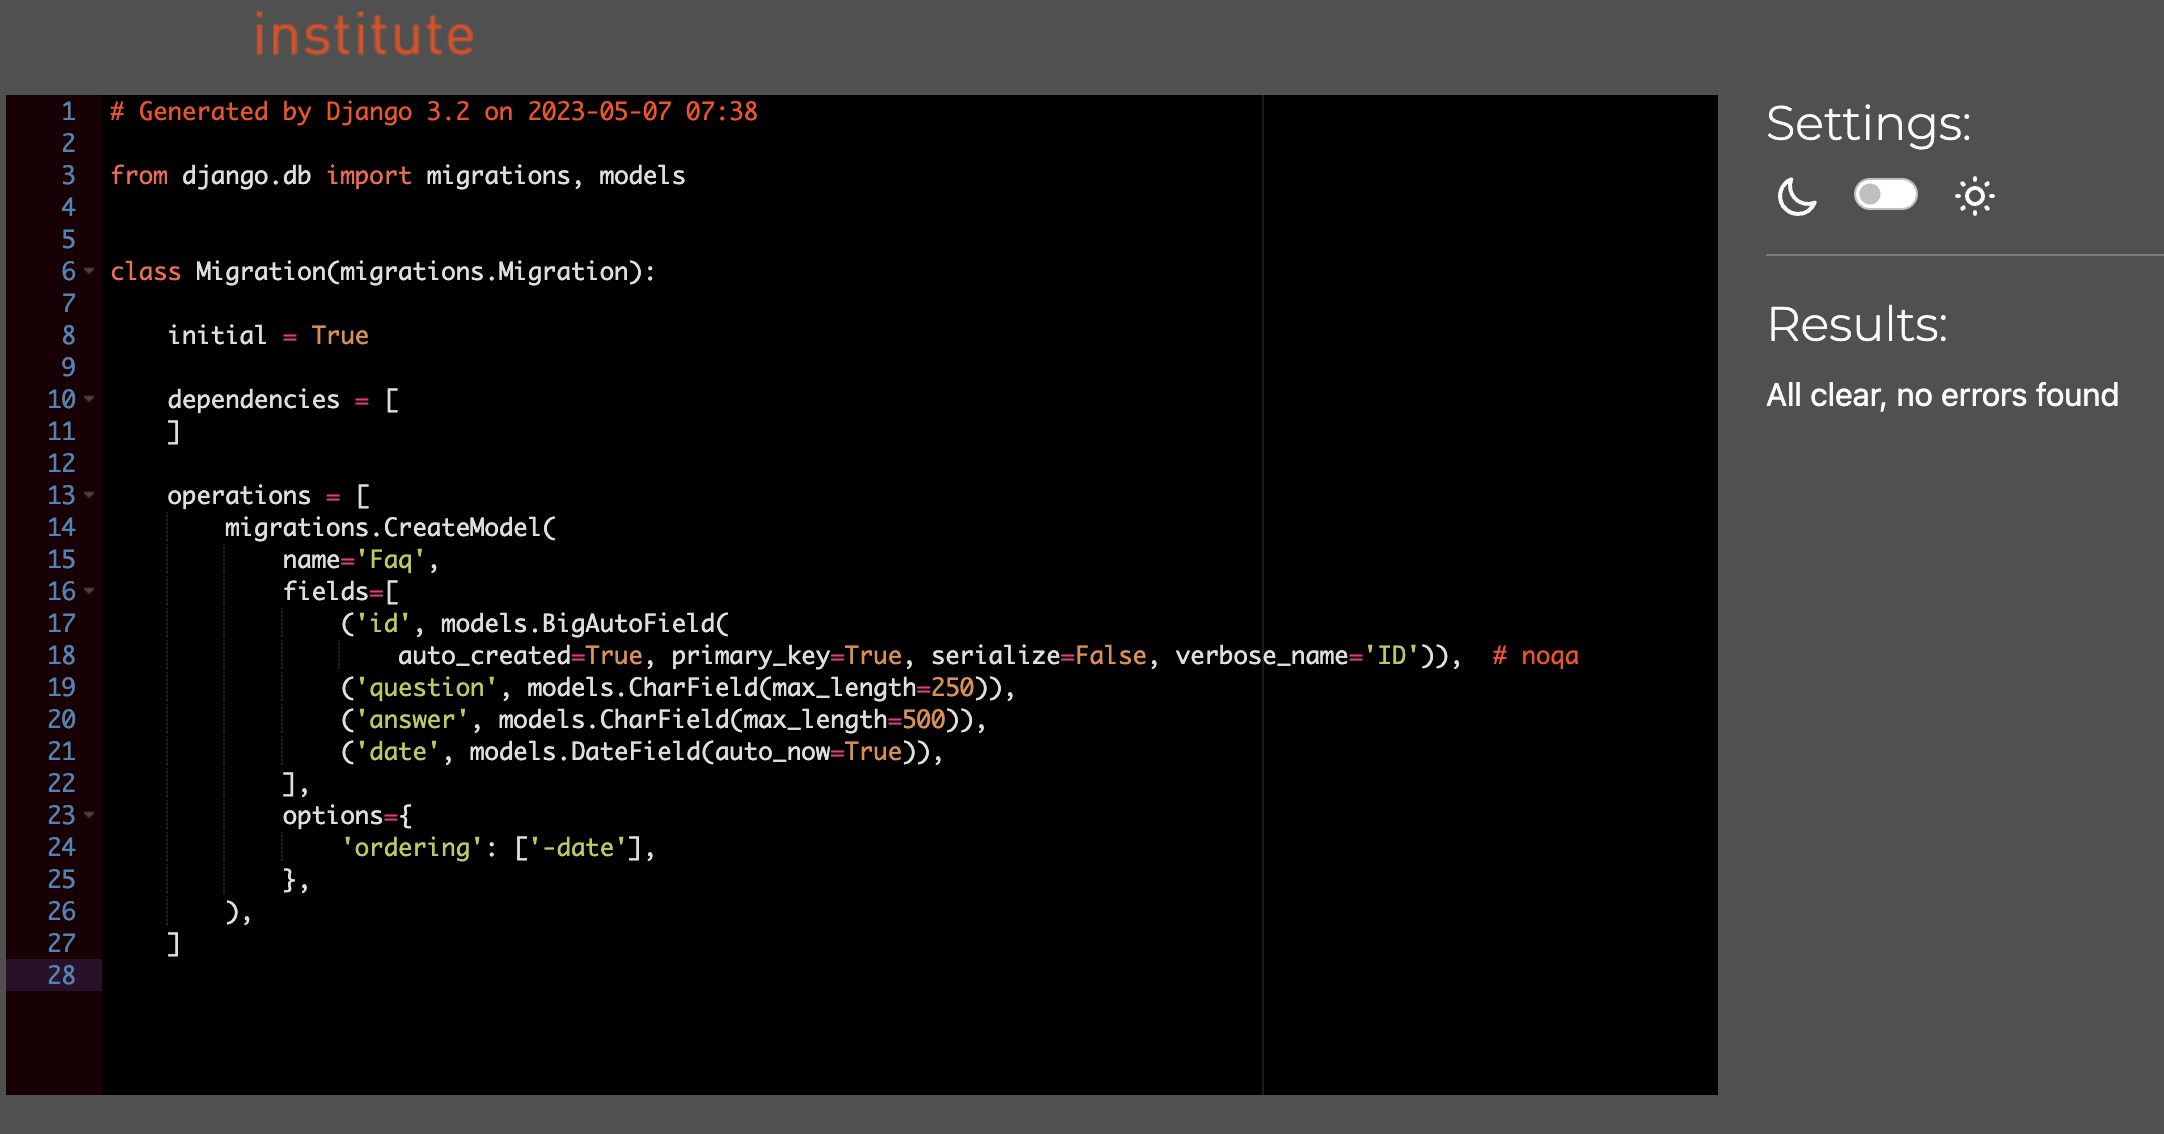 institute
1 # Generated by Django 3.2 on 2023-05-07 07:38
2
3 from django.db import migrations, models
4
5
6 class Migration(migrations.Migration):
7
8     initial = True
9
10     dependencies = [
11     ]
12
13     operations = [
14         migrations.CreateModel(
15             name='Faq',
16             fields=[
17                 ('id', models.BigAutoField(
18                     auto_created=True, primary_key=True, serialize=False, verbose_name='ID')),  # noqa
19                 ('question', models.CharField(max_length=250)),
20                 ('answer', models.CharField(max_length=500)),
21                 ('date', models.DateField(auto_now=True)),
22             ],
23             options={
24                 'ordering': ['-date'],
25             },
26         ),
27     ]
28
Settings:
Results:
All clear, no errors found